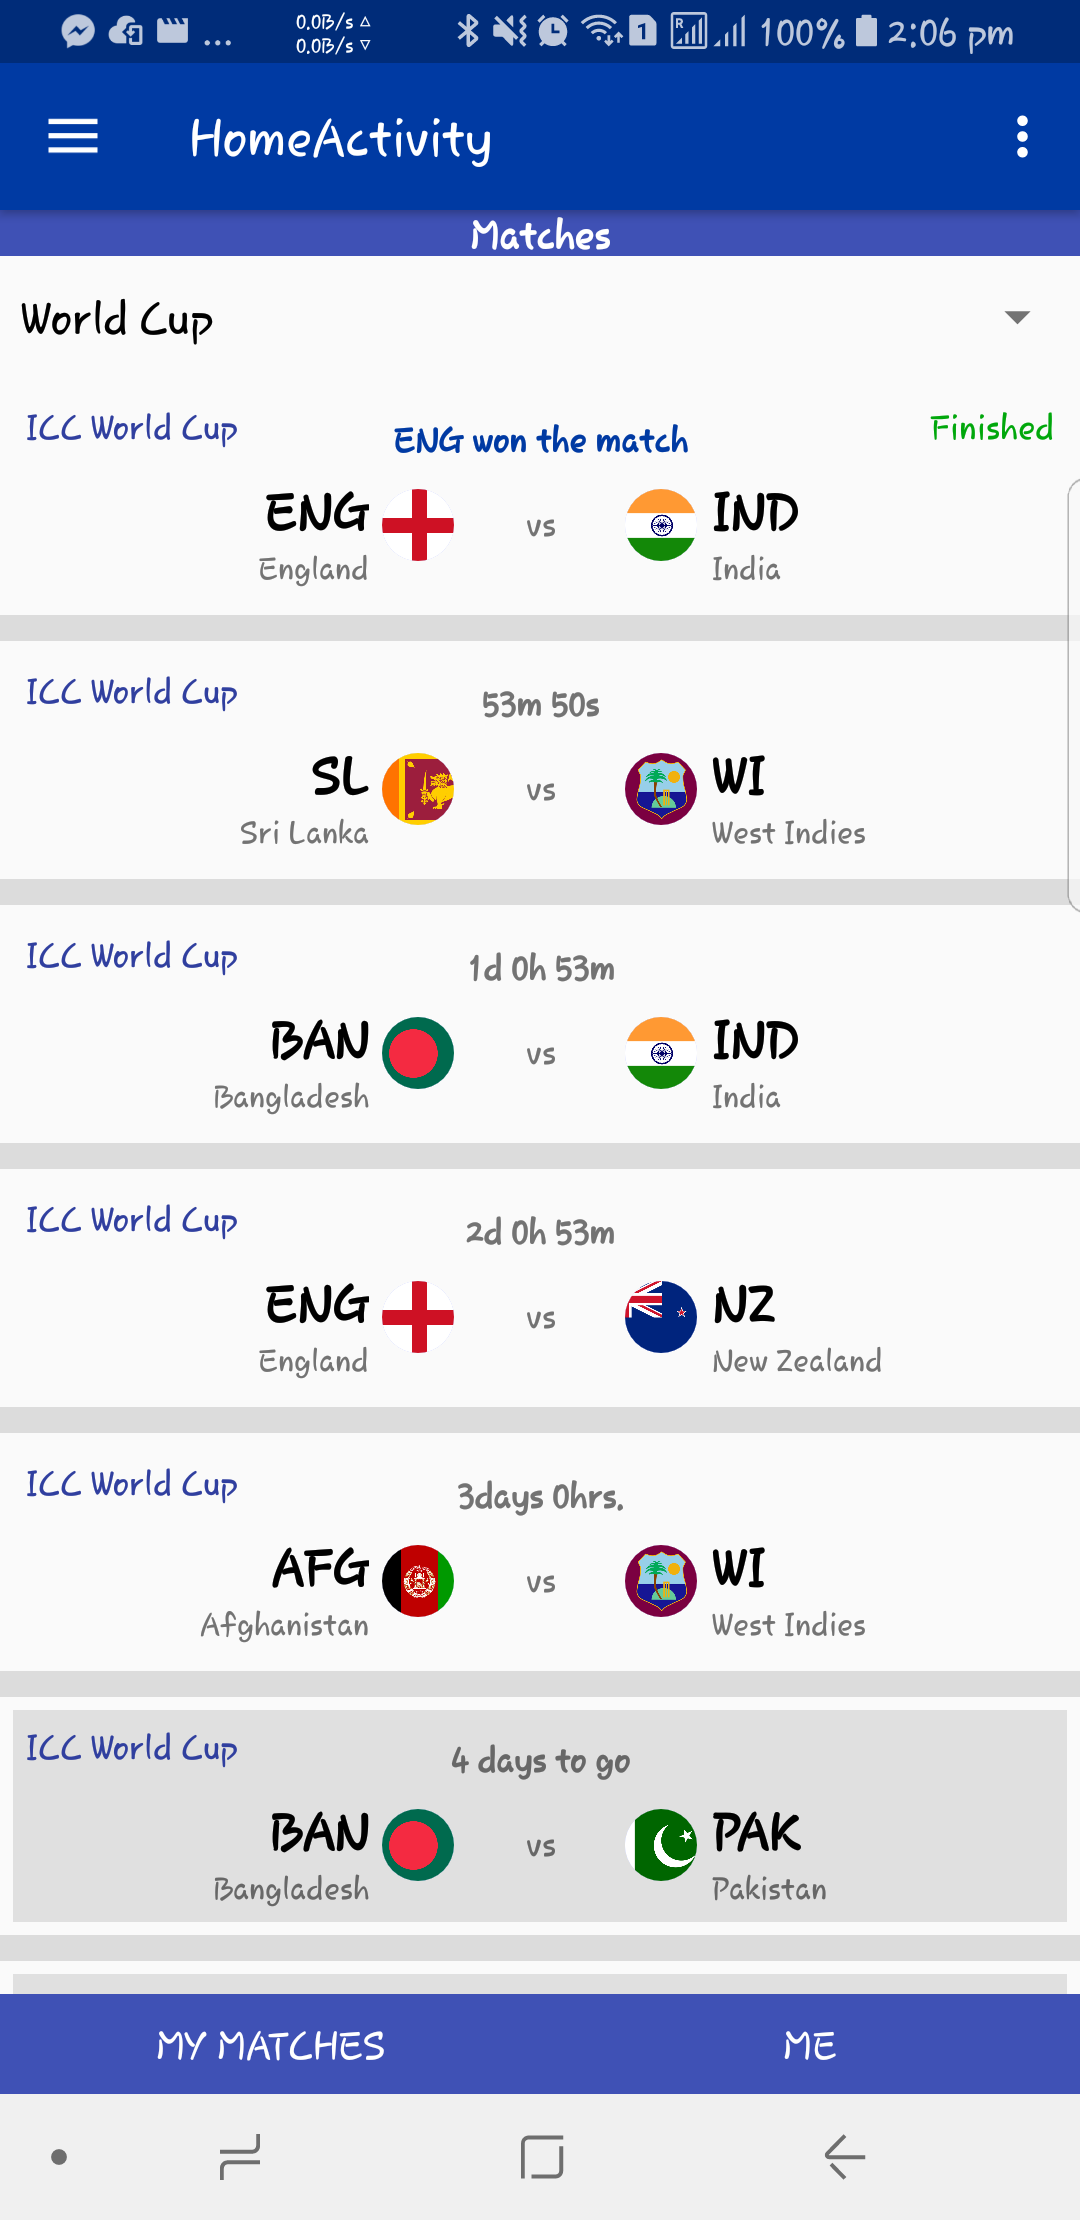 0.0B/s △
0.0B/s ▽
1 R 100% 2:06 pm
HomeActivity
Matches
World Cup
ICC World Cup
ENG won the match
Finished
ENG vs IND
England India
ICC World Cup
53m 50s
SL vs WI
Sri Lanka West Indies
ICC World Cup
1d 0h 53m
BAN vs IND
Bangladesh India
ICC World Cup
2d 0h 53m
ENG vs NZ
England New Zealand
ICC World Cup
3days 0hrs.
AFG vs WI
Afghanistan West Indies
ICC World Cup
4 days to go
BAN vs PAK
Bangladesh Pakistan
MY MATCHES ME